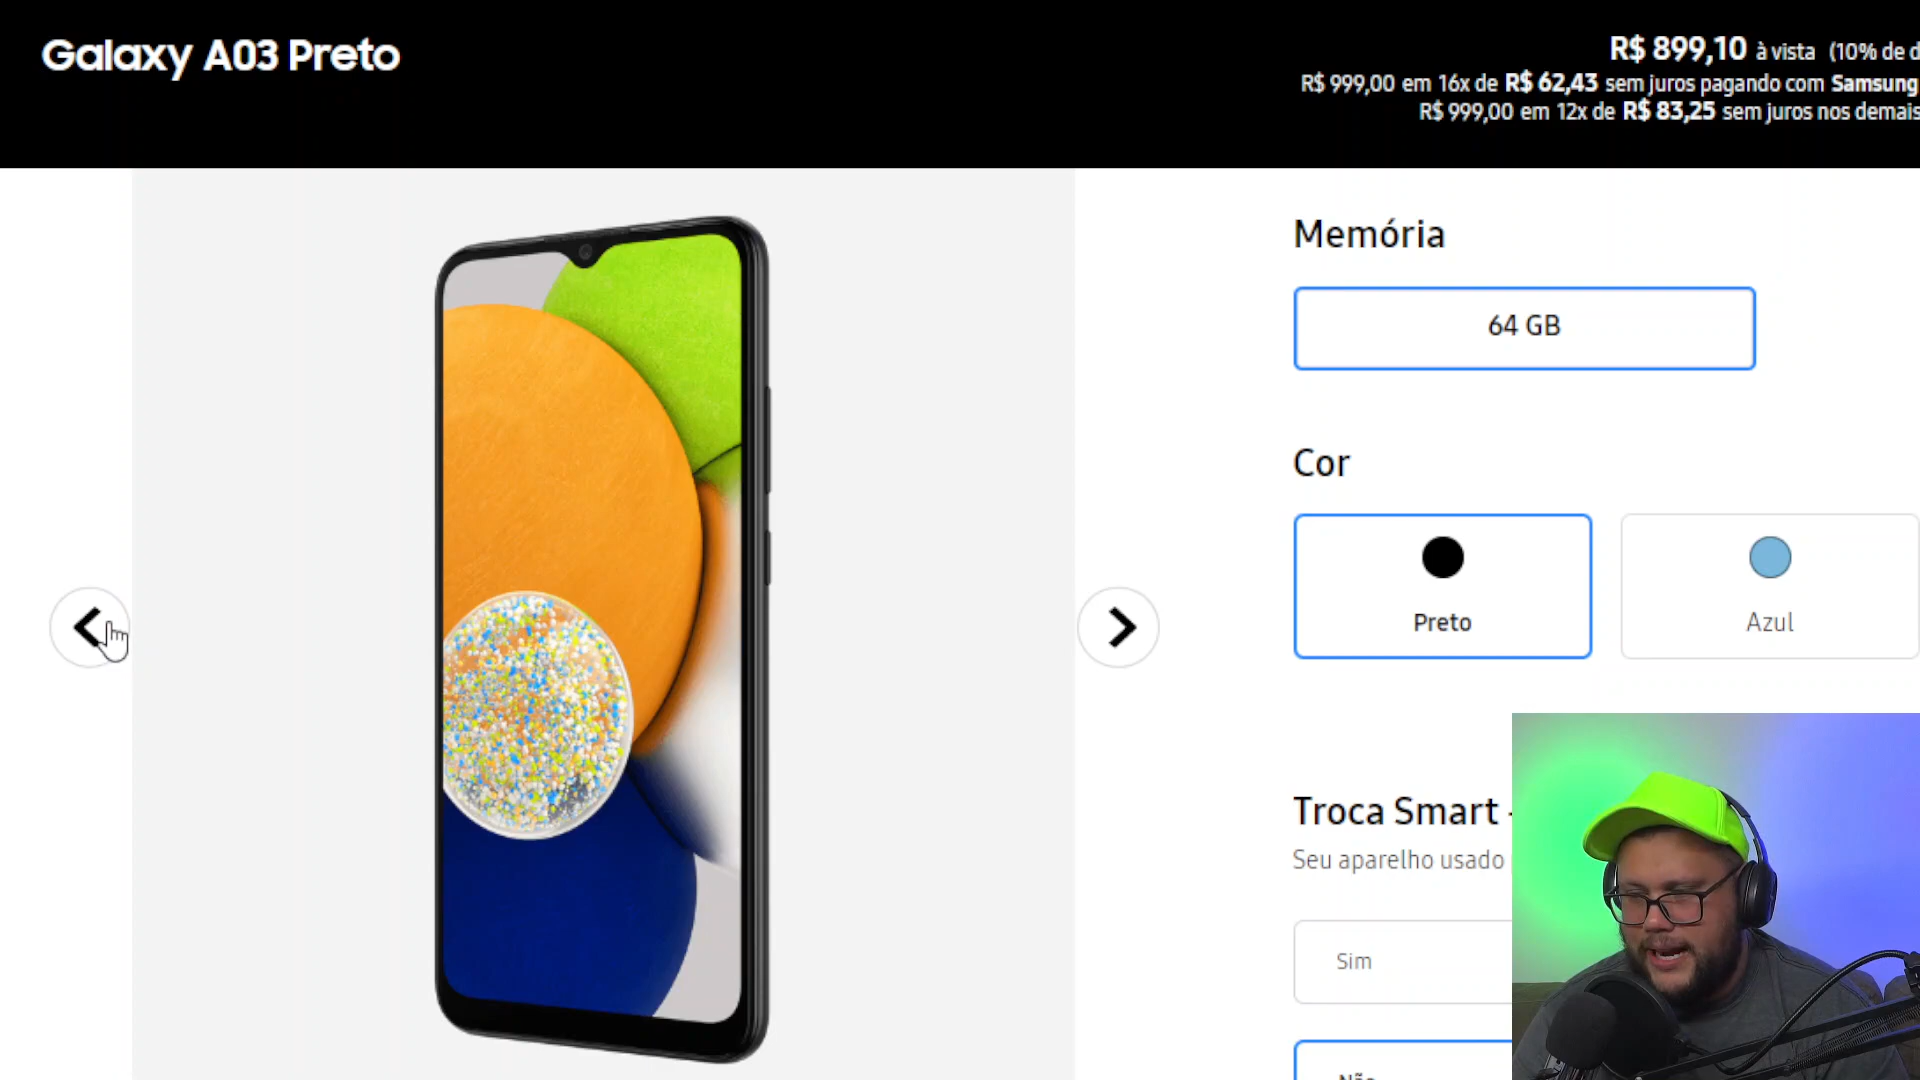 Galaxy A03 Preto
R$ 899,10 à vista (10% de d
R$ 999,00 em 16x de R$ 62,43 sem juros pagando com Samsung
R$ 999,00 em 12x de R$ 83,25 sem juros nos demais
Memória
64 GB
Cor
Preto
Azul
Troca Smart -
Seu aparelho usado
Sim
Não